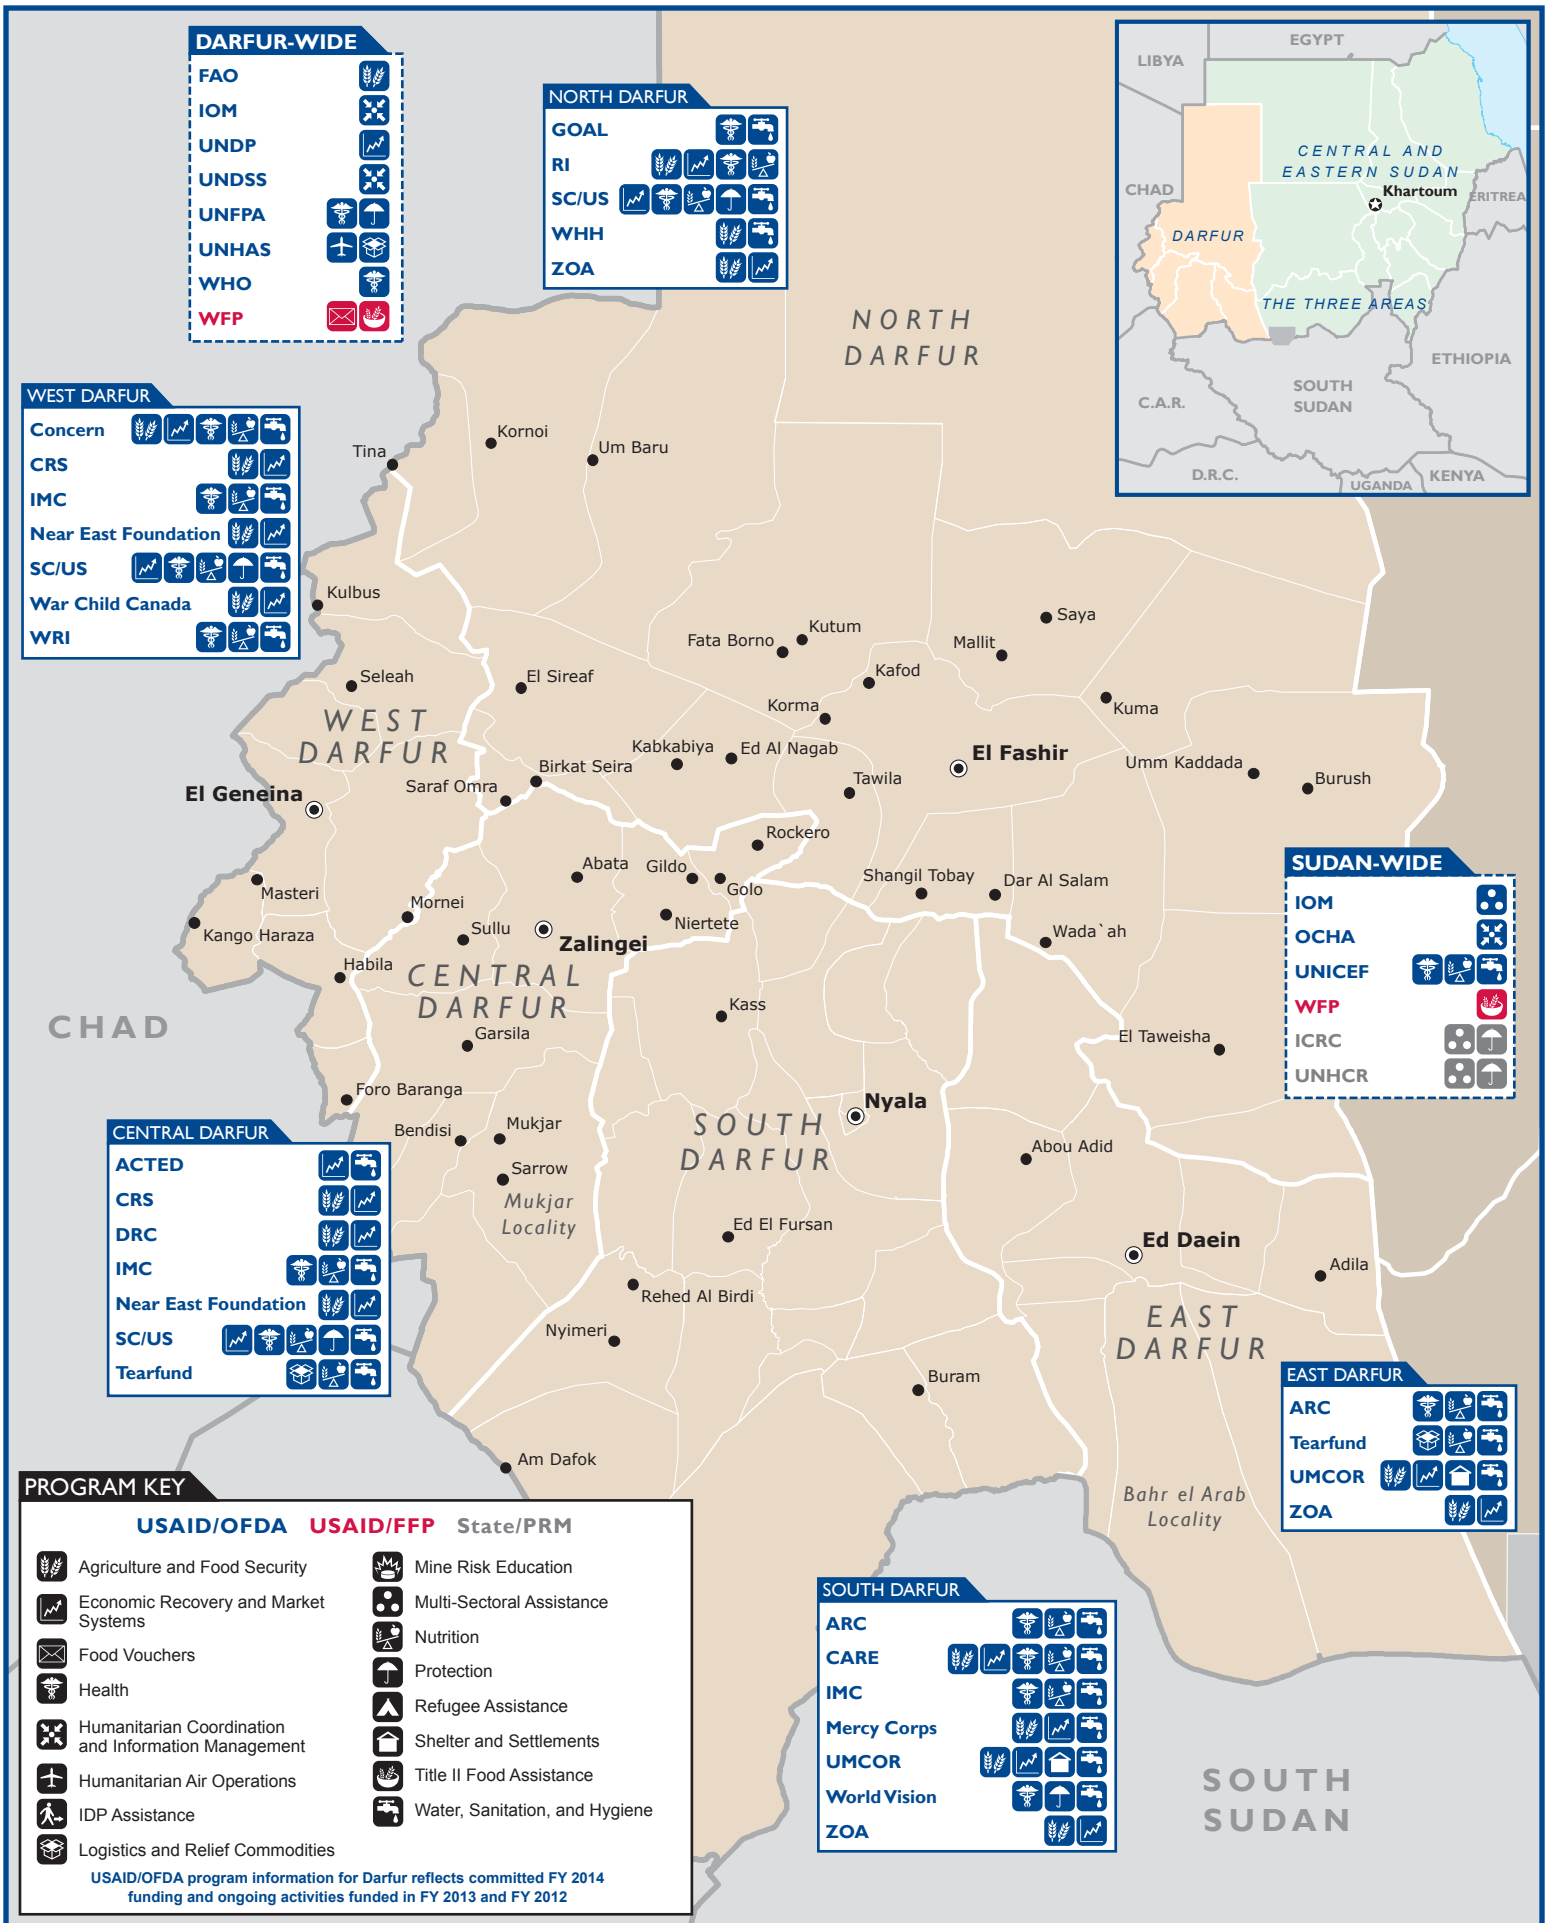 DARFUR-WIDE
FAO
IOM
UNDP
UNDSS
UNFPA
UNHAS
WHO
WFP
NORTH DARFUR
GOAL
RI
SC/US
WHH
ZOA
LIBYA
EGYPT
CHAD
CENTRAL AND
EASTERN SUDAN
Khartoum
ERITREA
DARFUR
THE THREE AREAS
ETHIOPIA
SOUTH
SUDAN
C.A.R.
D.R.C.
UGANDA
KENYA
WEST DARFUR
Concern
CRS
IMC
Near East Foundation
SC/US
War Child Canada
WRI
NORTH
DARFUR
Kornoi
Tina
Um Baru
Kulbus
Saya
Kutum
Fata Borno
Mallit
Kafod
Seleah
El Sireaf
Korma
Kuma
WEST
DARFUR
Kabkabiya
Ed Al Nagab
El Fashir
Birkat Seira
Umm Kaddada
Burush
Saraf Omra
Tawila
El Geneina
Rockero
Abata
Gildo
Golo
Shangil Tobay
Dar Al Salam
Masteri
Mornei
Niertete
Sullu
Kango Haraza
Zalingei
Wada`ah
Habila
CENTRAL
DARFUR
Kass
CHAD
Garsila
El Taweisha
Foro Baranga
Nyala
SOUTH
DARFUR
Mukjar
Bendisi
Abou Adid
Sarrow
Mukjar
Locality
Ed El Fursan
Ed Daein
Adila
Rehed Al Birdi
Nyimeri
EAST
DARFUR
Buram
Am Dafok
Bahr el Arab
Locality
SOUTH
SUDAN
SUDAN-WIDE
IOM
OCHA
UNICEF
WFP
ICRC
UNHCR
CENTRAL DARFUR
ACTED
CRS
DRC
IMC
Near East Foundation
SC/US
Tearfund
EAST DARFUR
ARC
Tearfund
UMCOR
ZOA
SOUTH DARFUR
ARC
CARE
IMC
Mercy Corps
UMCOR
World Vision
ZOA
PROGRAM KEY
USAID/OFDA USAID/FFP State/PRM
Agriculture and Food Security
Economic Recovery and Market
Systems
Food Vouchers
Health
Humanitarian Coordination
and Information Management
Humanitarian Air Operations
IDP Assistance
Logistics and Relief Commodities
Mine Risk Education
Multi-Sectoral Assistance
Nutrition
Protection
Refugee Assistance
Shelter and Settlements
Title II Food Assistance
Water, Sanitation, and Hygiene
USAID/OFDA program information for Darfur reflects committed FY 2014
funding and ongoing activities funded in FY 2013 and FY 2012